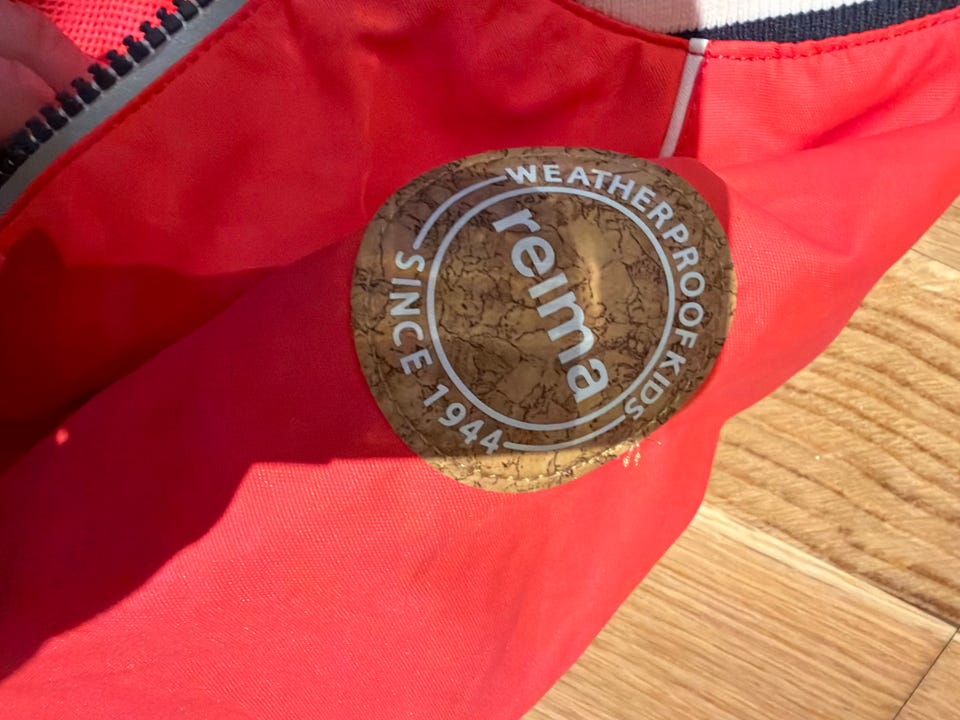 WEATHERPROOF KIDS
reima
SINCE 1944